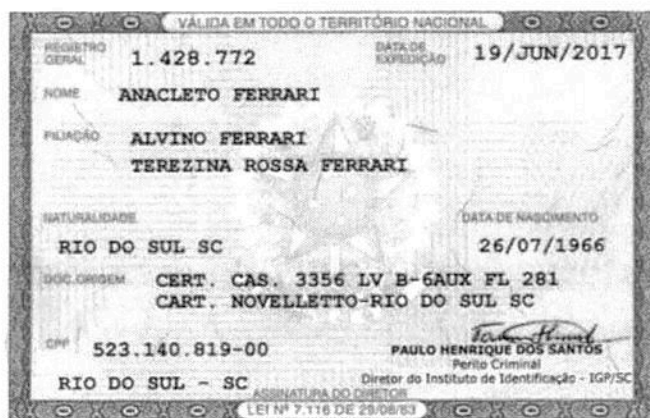 VÁLIDA EM TODO O TERRITÓRIO NACIONAL
REGISTRO GERAL 1.428.772 DATA DE EXPEDIÇÃO 19/JUN/2017
NOME ANACLETO FERRARI
FILIAÇÃO ALVINO FERRARI
TEREZINA ROSSA FERRARI
NATURALIDADE DATA DE NASCIMENTO
RIO DO SUL SC 26/07/1966
DOC.ORIGEM CERT. CAS. 3356 LV B-6AUX FL 281
CART. NOVELLETTO-RIO DO SUL SC
CPF 523.140.819-00
PAULO HENRIQUE DOS SANTOS
Perito Criminal
RIO DO SUL - SC Diretor do Instituto de Identificação - IGP/SC
ASSINATURA DO DIRETOR
LEI Nº 7.116 DE 29/08/83